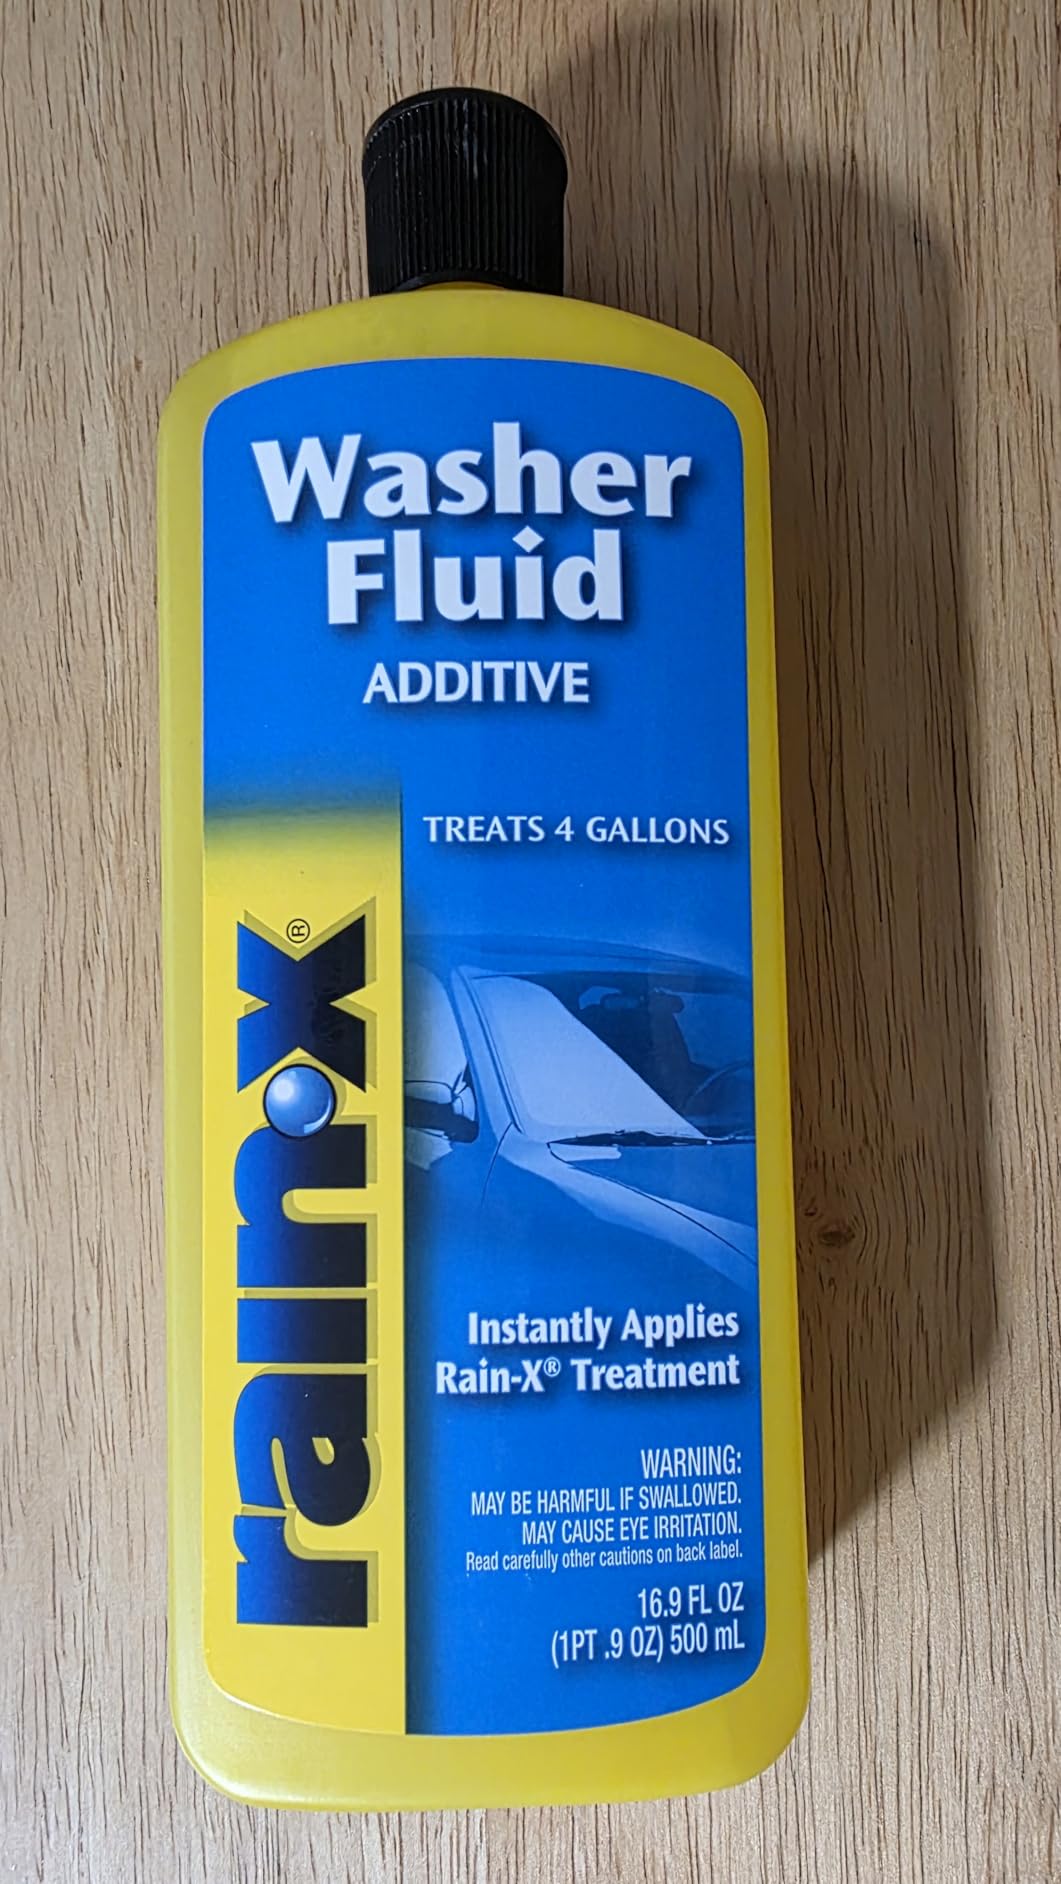 Washer
Fluid
ADDITIVE
TREATS 4 GALLONS
rain-x®
Instantly Applies
Rain-X® Treatment
WARNING:
MAY BE HARMFUL IF SWALLOWED.
MAY CAUSE EYE IRRITATION.
Read carefully other cautions on back label.
16.9 FL OZ
(1PT .9 OZ) 500 mL